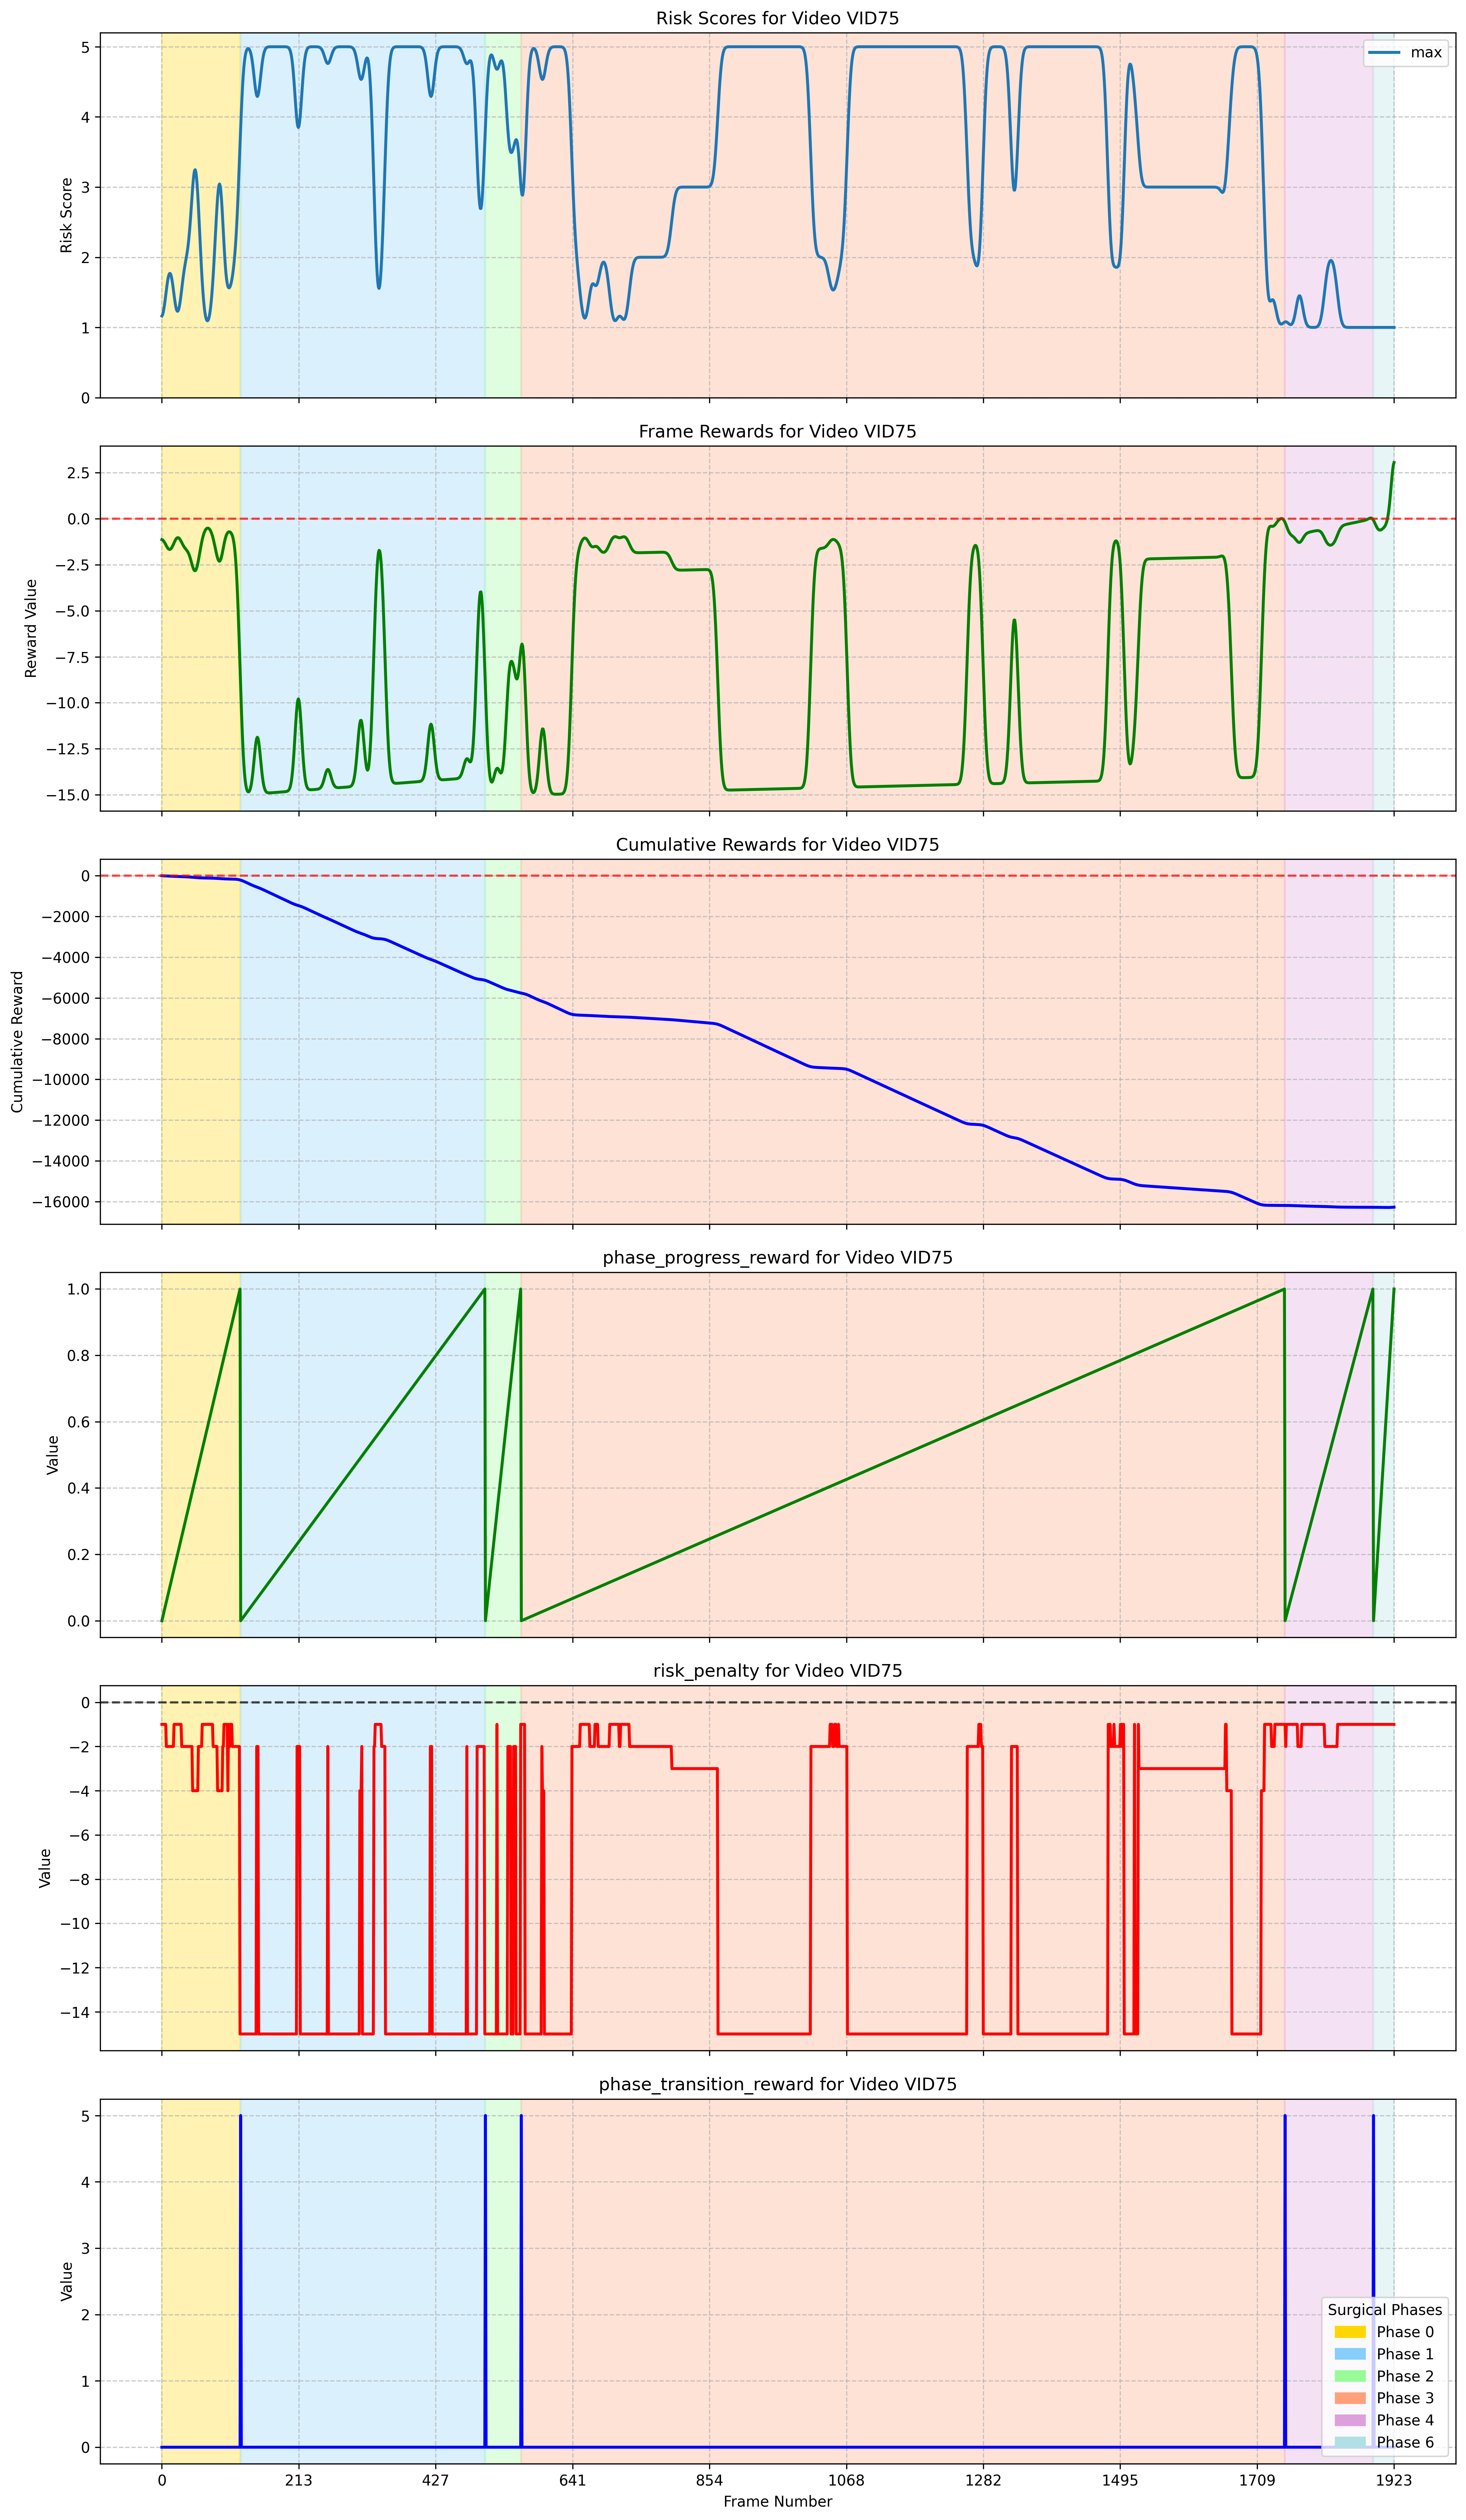 Risk Scores for Video VID75
max
5
4
3
2
1
0
Risk Score
Frame Rewards for Video VID75
2.5
0.0
−2.5
−5.0
−7.5
−10.0
−12.5
−15.0
Reward Value
Cumulative Rewards for Video VID75
0
−2000
−4000
−6000
−8000
−10000
−12000
−14000
−16000
Cumulative Reward
phase_progress_reward for Video VID75
1.0
0.8
0.6
0.4
0.2
0.0
Value
risk_penalty for Video VID75
0
−2
−4
−6
−8
−10
−12
−14
Value
phase_transition_reward for Video VID75
5
4
3
2
1
0
Value
Surgical Phases
Phase 0
Phase 1
Phase 2
Phase 3
Phase 4
Phase 6
0 213 427 641 854 1068 1282 1495 1709 1923
Frame Number